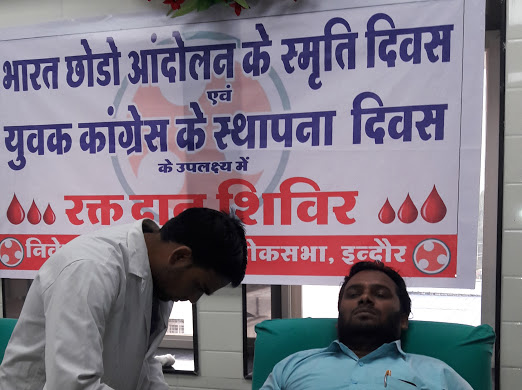 भारत छोडो आंदोलन के स्मृति दिवस
एवं
युवक कांग्रेस के स्थापना दिवस
के उपलक्ष्य में
रक्त दान शिविर
लोकसभा, इन्दौर